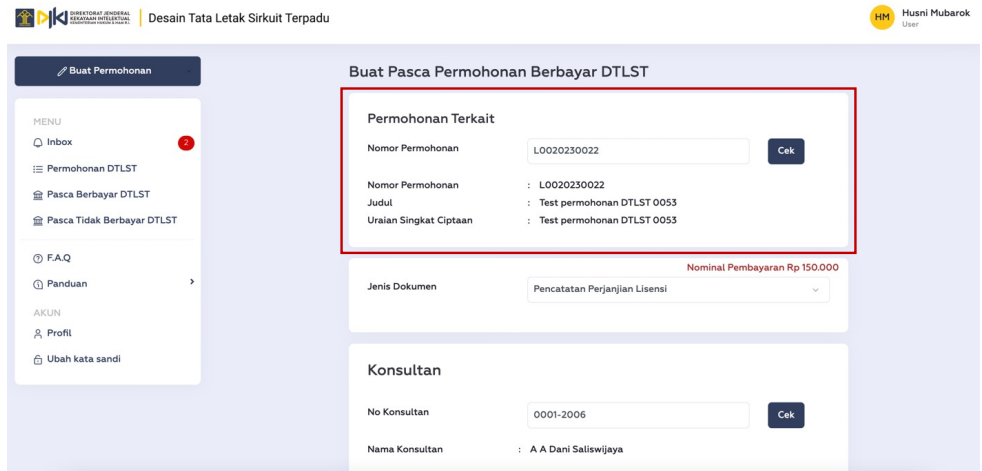 DIREKTORAT JENDERAL
KEKAYAAN INTELEKTUAL
KEMENTERIAN HUKUM & HAM R.I.
Desain Tata Letak Sirkuit Terpadu
HM
Husni Mubarok
User
Buat Permohonan
MENU
Inbox 2
Permohonan DTLST
Pasca Berbayar DTLST
Pasca Tidak Berbayar DTLST
F.A.Q
Panduan
AKUN
Profil
Ubah kata sandi
Buat Pasca Permohonan Berbayar DTLST
Permohonan Terkait
Nomor Permohonan L0020230022 Cek
Nomor Permohonan : L0020230022
Judul : Test permohonan DTLST 0053
Uraian Singkat Ciptaan : Test permohonan DTLST 0053
Nominal Pembayaran Rp 150.000
Jenis Dokumen Pencatatan Perjanjian Lisensi
Konsultan
No Konsultan 0001-2006 Cek
Nama Konsultan : A A Dani Saliswijaya